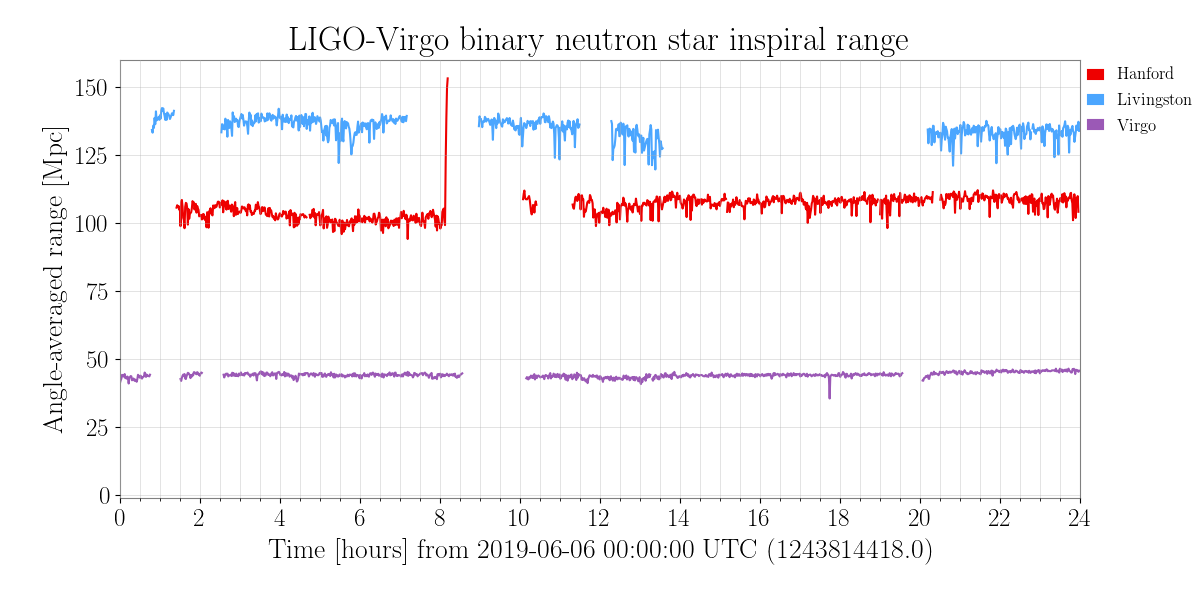 LIGO-Virgo binary neutron star inspiral range
Hanford
Livingston
Virgo
Angle-averaged range [Mpc]
150
125
100
75
50
25
0
0 2 4 6 8 10 12 14 16 18 20 22 24
Time [hours] from 2019-06-06 00:00:00 UTC (1243814418.0)